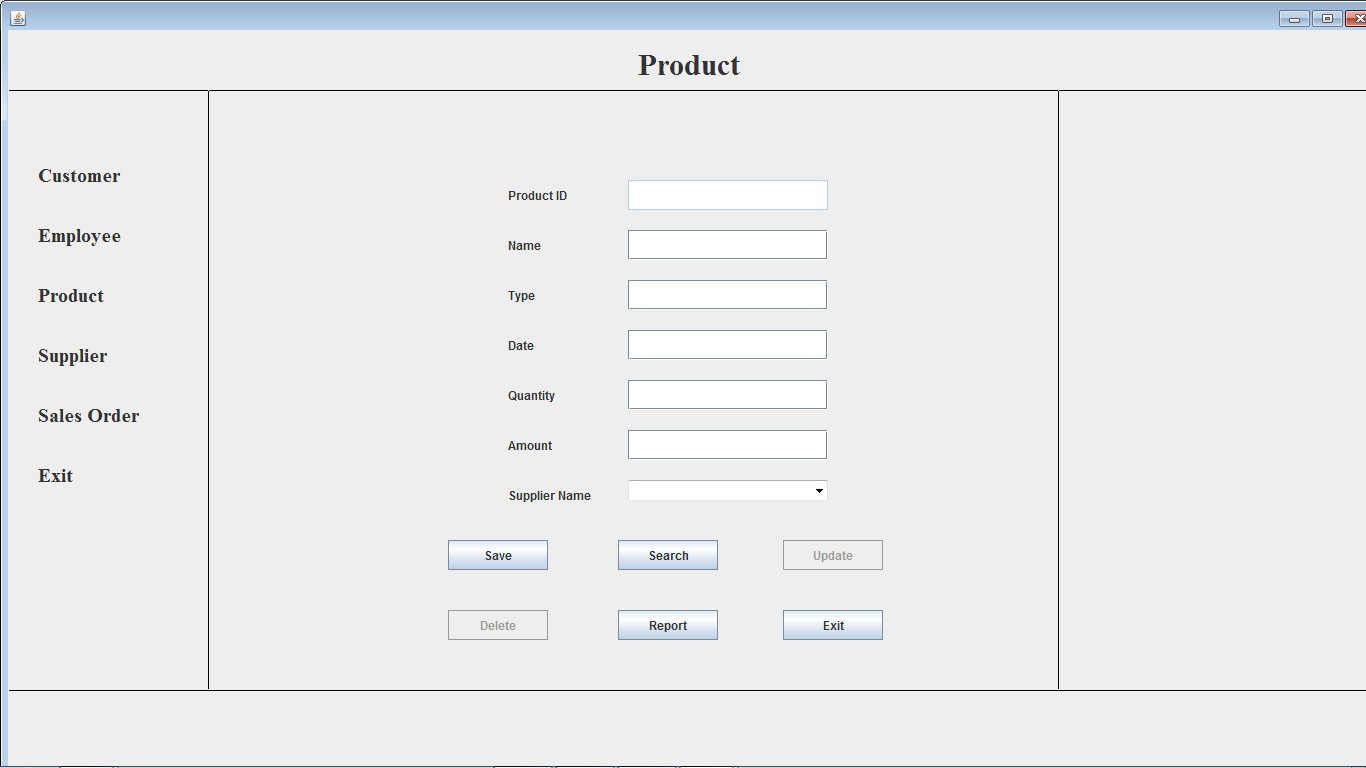 Product
Customer
Employee
Product
Supplier
Sales Order
Exit
Product ID
Name
Type
Date
Quantity
Amount
Supplier Name
Save
Search
Update
Delete
Report
Exit